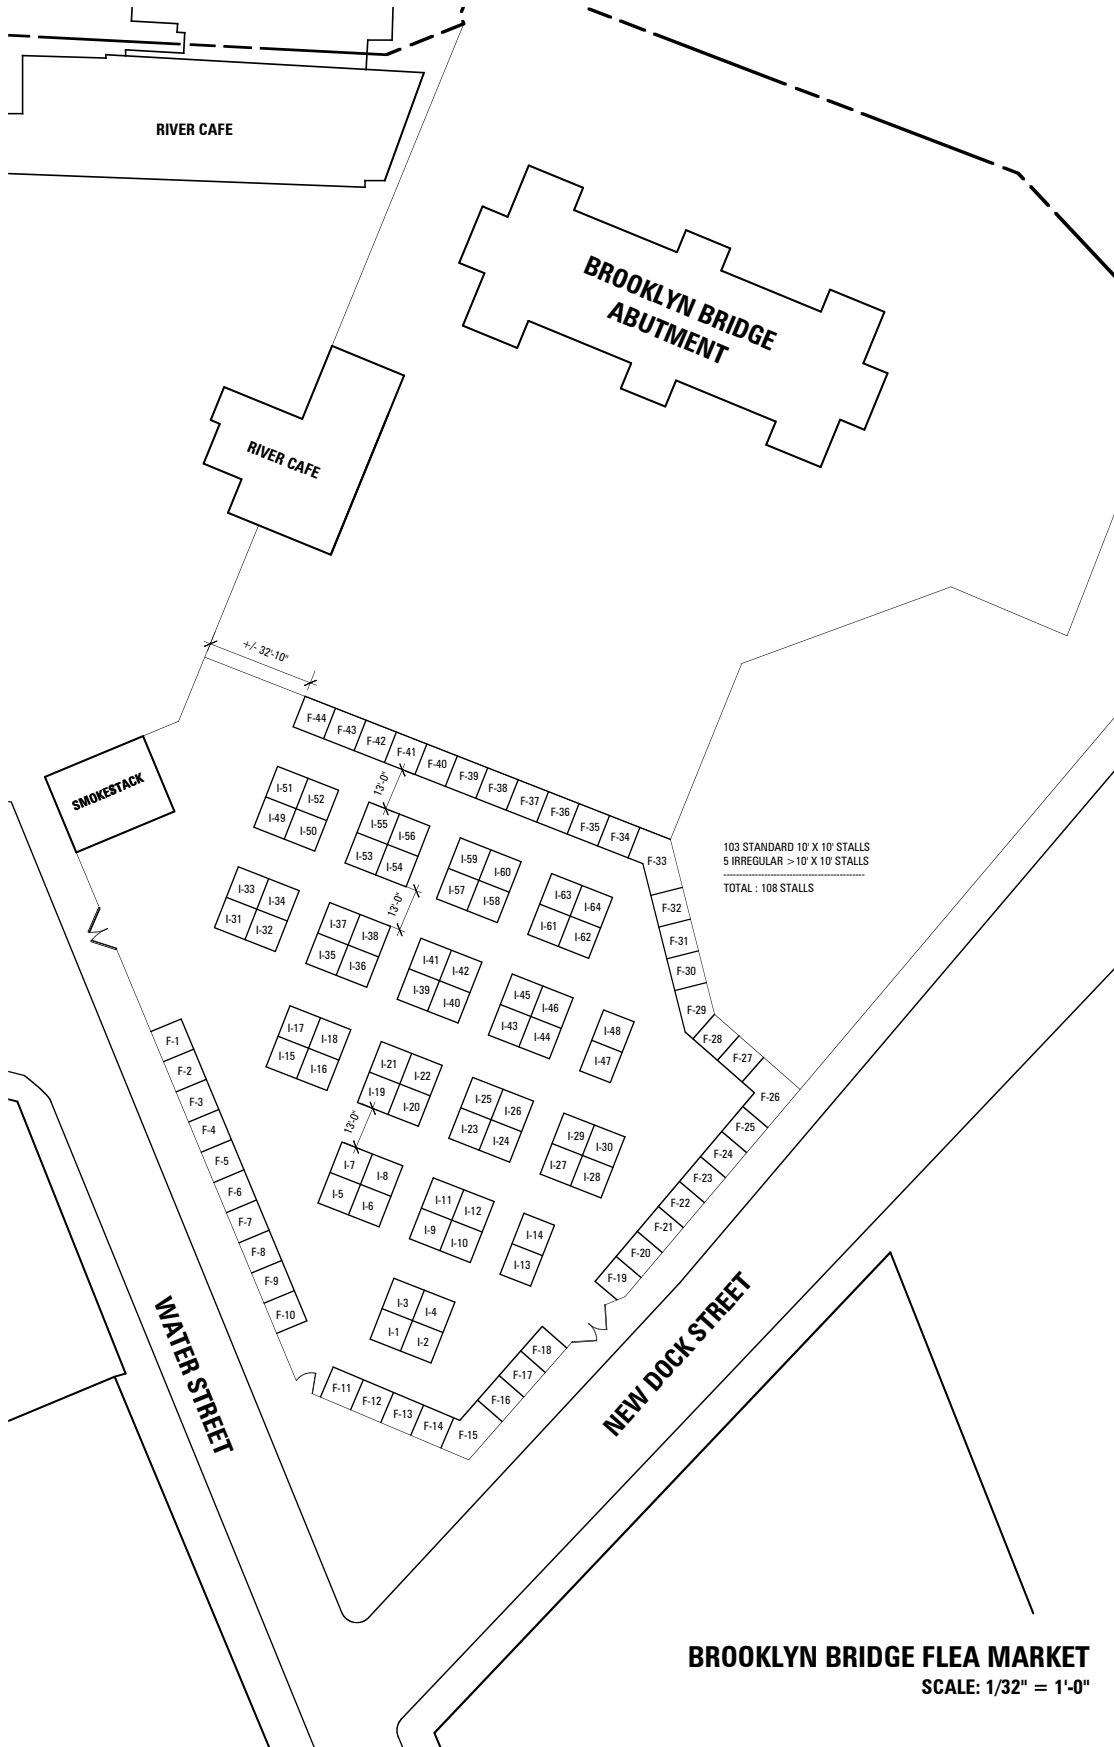 RIVER CAFE
BROOKLYN BRIDGE
ABUTMENT
RIVER CAFE
+/- 32'-10"
F-44
F-43
F-42
F-41
F-40
F-39
F-38
F-37
F-36
F-35
F-34
F-33
SMOKESTACK
13'-0"
I-51
I-52
I-49
I-50
I-55
I-56
I-53
I-54
I-59
I-60
I-57
I-58
I-63
I-64
I-61
I-62
103 STANDARD 10' X 10' STALLS
5 IRREGULAR >10' X 10' STALLS
--------------------------------------------
TOTAL : 108 STALLS
F-32
F-31
F-30
F-29
F-28
F-27
F-26
13'-0"
I-33
I-34
I-31
I-32
I-37
I-38
I-35
I-36
I-41
I-42
I-39
I-40
I-45
I-46
I-43
I-44
I-48
I-47
I-17
I-18
I-15
I-16
I-21
I-22
I-19
I-20
I-25
I-26
I-23
I-24
I-29
I-30
I-27
I-28
13'-0"
I-7
I-8
I-5
I-6
I-11
I-12
I-9
I-10
I-14
I-13
I-3
I-4
I-1
I-2
F-1
F-2
F-3
F-4
F-5
F-6
F-7
F-8
F-9
F-10
F-11
F-12
F-13
F-14
F-15
F-16
F-17
F-18
F-19
F-20
F-21
F-22
F-23
F-24
F-25
WATER STREET
NEW DOCK STREET
BROOKLYN BRIDGE FLEA MARKET
SCALE: 1/32" = 1'-0"